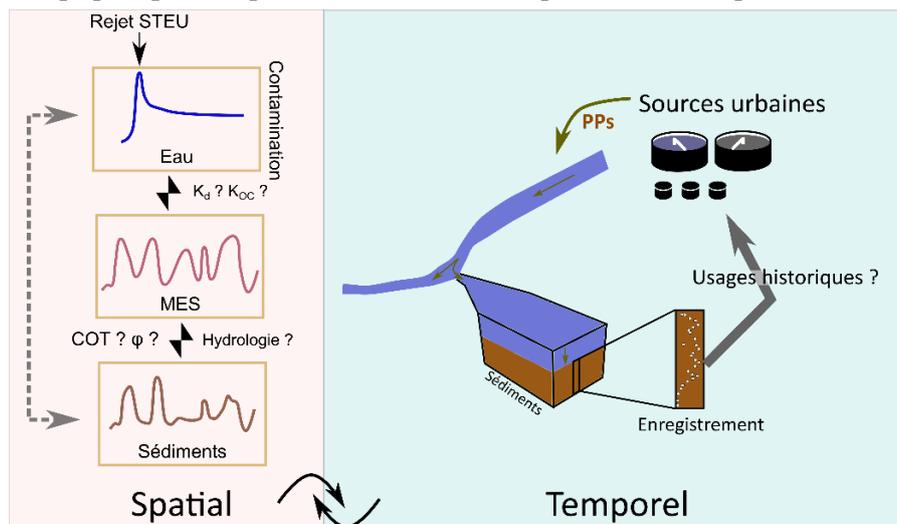 Rejet STEU
Contamination
Eau
K_d ? K_OC ?
MES
COT ? φ ?
Hydrologie ?
Sédiments
Spatial
Sources urbaines
PPs
Usages historiques ?
Sédiments
Enregistrement
Temporel